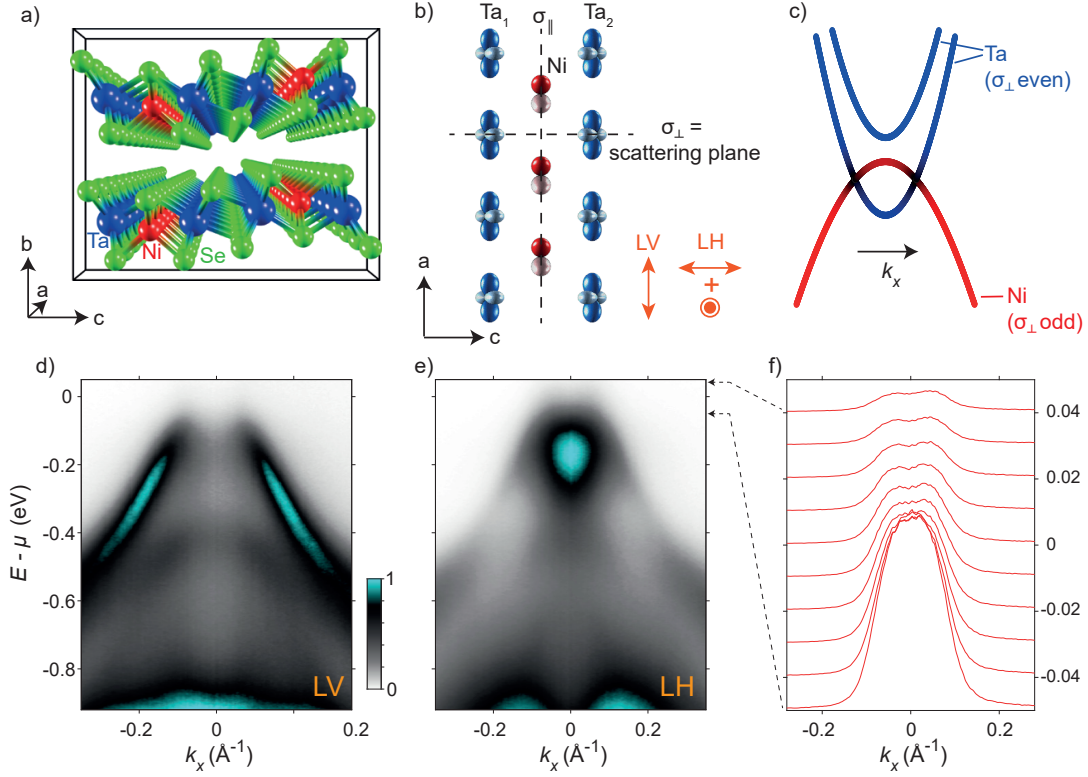 a)
Ta
Ni
Se
b
a
c
b)
Ta₁
σ∥
Ta₂
Ni
σ⊥ =
scattering plane
LV
LH
+
a
c
c)
Ta
(σ⊥ even)
kₓ
Ni
(σ⊥ odd)
d)
0
-0.2
-0.4
-0.6
-0.8
E - μ (eV)
1
0
LV
-0.2
0
0.2
kₓ (Å⁻¹)
e)
LH
-0.2
0
0.2
kₓ (Å⁻¹)
f)
0.04
0.02
0
-0.02
-0.04
-0.2
0
0.2
kₓ (Å⁻¹)